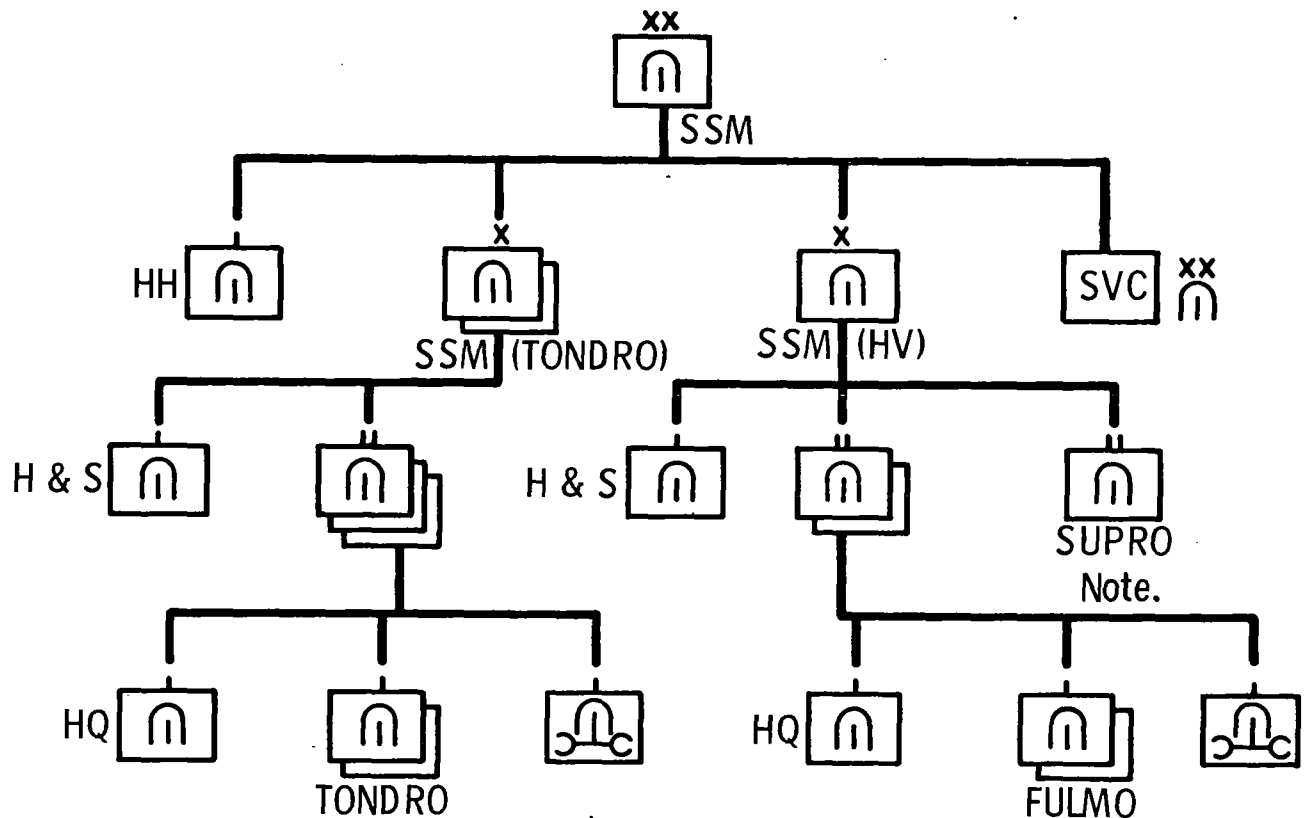 XX
SSM
HH
X
SSM (TONDRO)
X
SSM (HV)
SVC
XX
H & S
H & S
SUPRO
Note.
HQ
TONDRO
HQ
FULMO